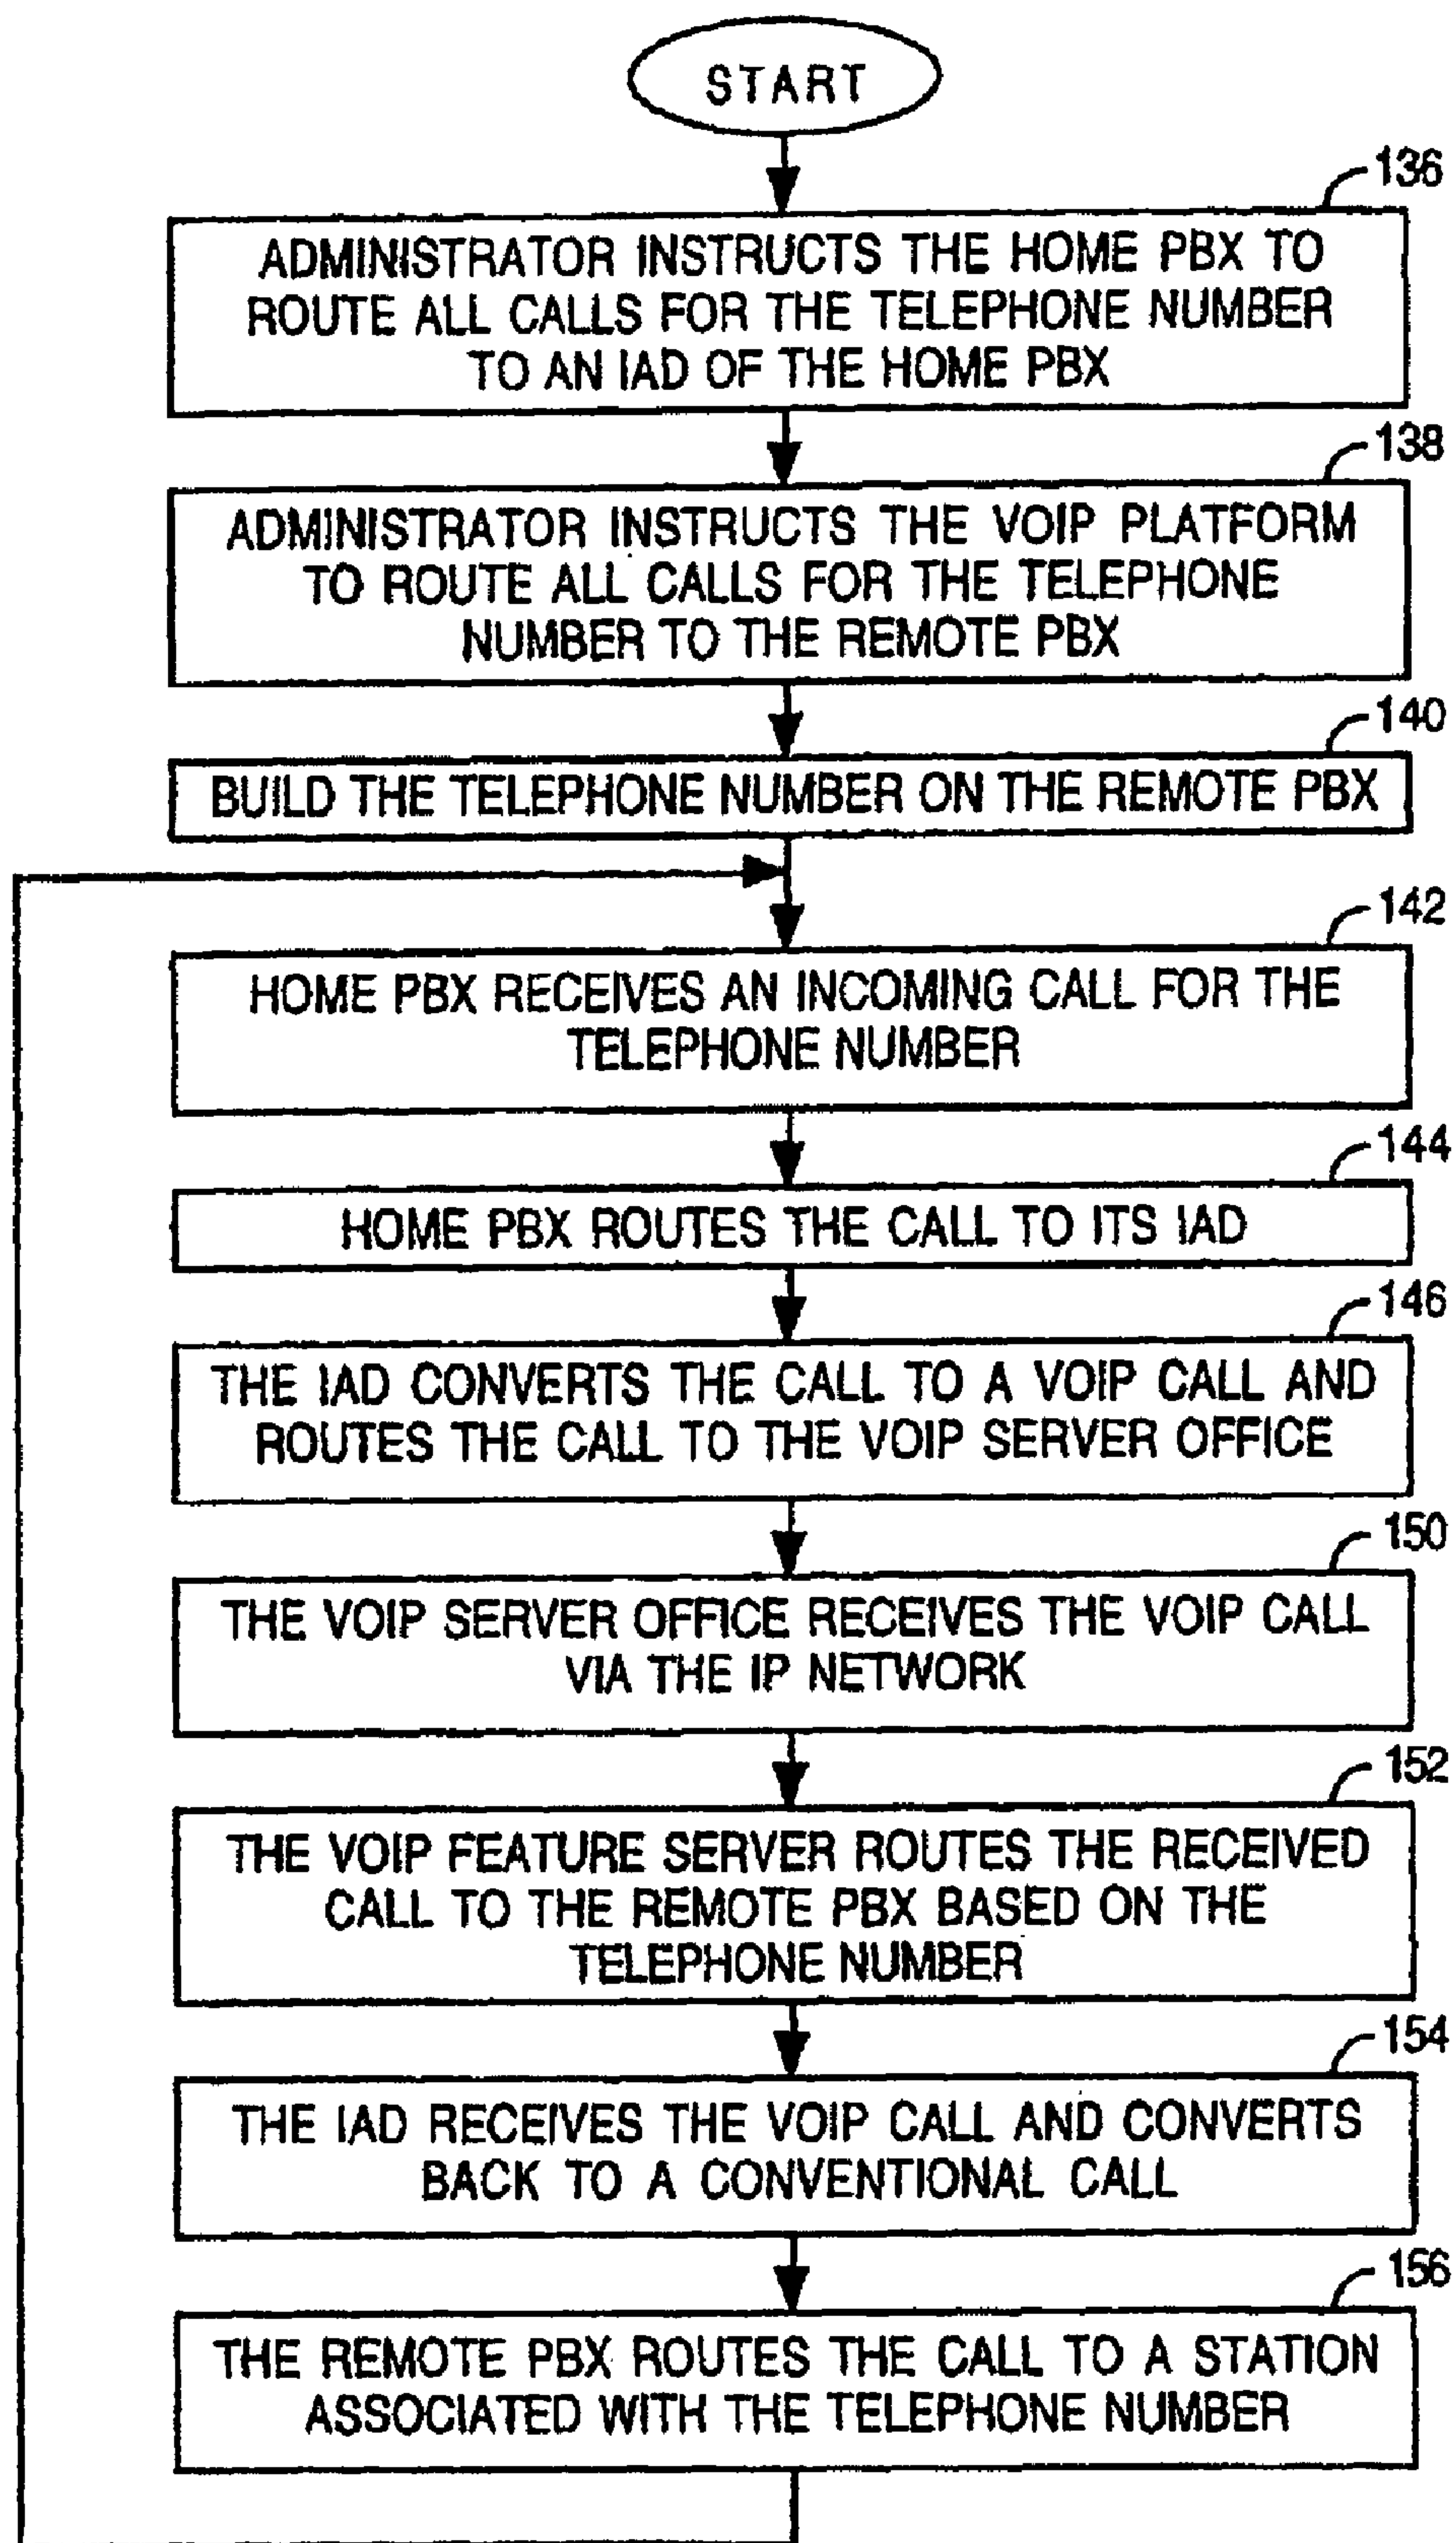 START
136
ADMINISTRATOR INSTRUCTS THE HOME PBX TO
ROUTE ALL CALLS FOR THE TELEPHONE NUMBER
TO AN IAD OF THE HOME PBX
138
ADMINISTRATOR INSTRUCTS THE VOIP PLATFORM
TO ROUTE ALL CALLS FOR THE TELEPHONE
NUMBER TO THE REMOTE PBX
140
BUILD THE TELEPHONE NUMBER ON THE REMOTE PBX
142
HOME PBX RECEIVES AN INCOMING CALL FOR THE
TELEPHONE NUMBER
144
HOME PBX ROUTES THE CALL TO ITS IAD
146
THE IAD CONVERTS THE CALL TO A VOIP CALL AND
ROUTES THE CALL TO THE VOIP SERVER OFFICE
150
THE VOIP SERVER OFFICE RECEIVES THE VOIP CALL
VIA THE IP NETWORK
152
THE VOIP FEATURE SERVER ROUTES THE RECEIVED
CALL TO THE REMOTE PBX BASED ON THE
TELEPHONE NUMBER
154
THE IAD RECEIVES THE VOIP CALL AND CONVERTS
BACK TO A CONVENTIONAL CALL
156
THE REMOTE PBX ROUTES THE CALL TO A STATION
ASSOCIATED WITH THE TELEPHONE NUMBER